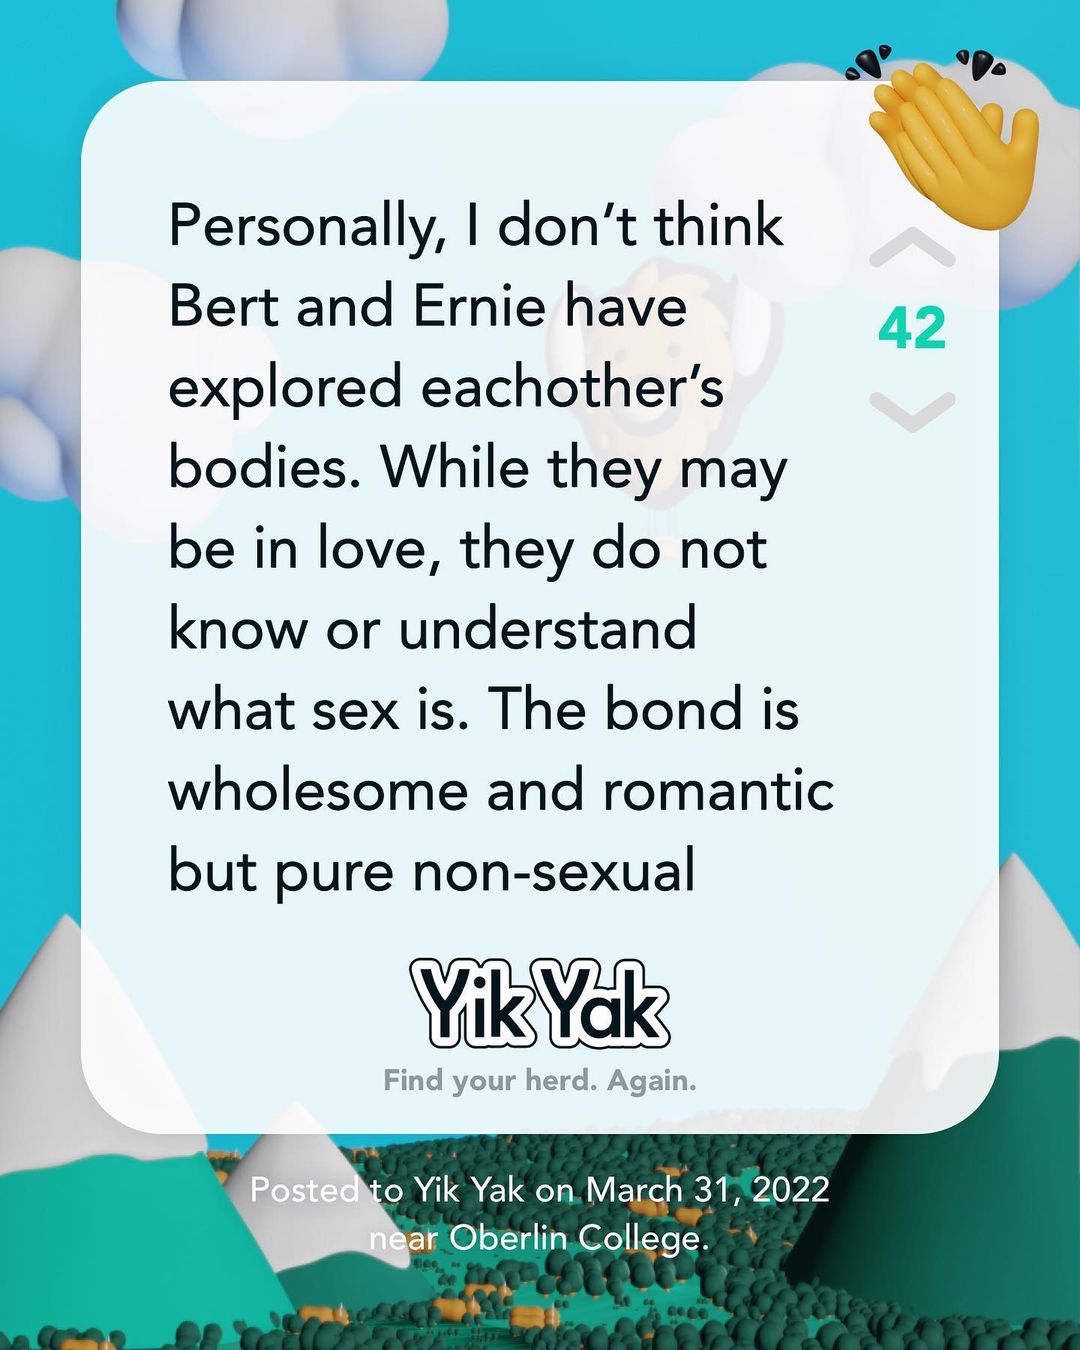 Personally, I don’t think
Bert and Ernie have
explored eachother’s
bodies. While they may
be in love, they do not
know or understand
what sex is. The bond is
wholesome and romantic
but pure non-sexual
42
Yik Yak
Find your herd. Again.
Posted to Yik Yak on March 31, 2022
near Oberlin College.